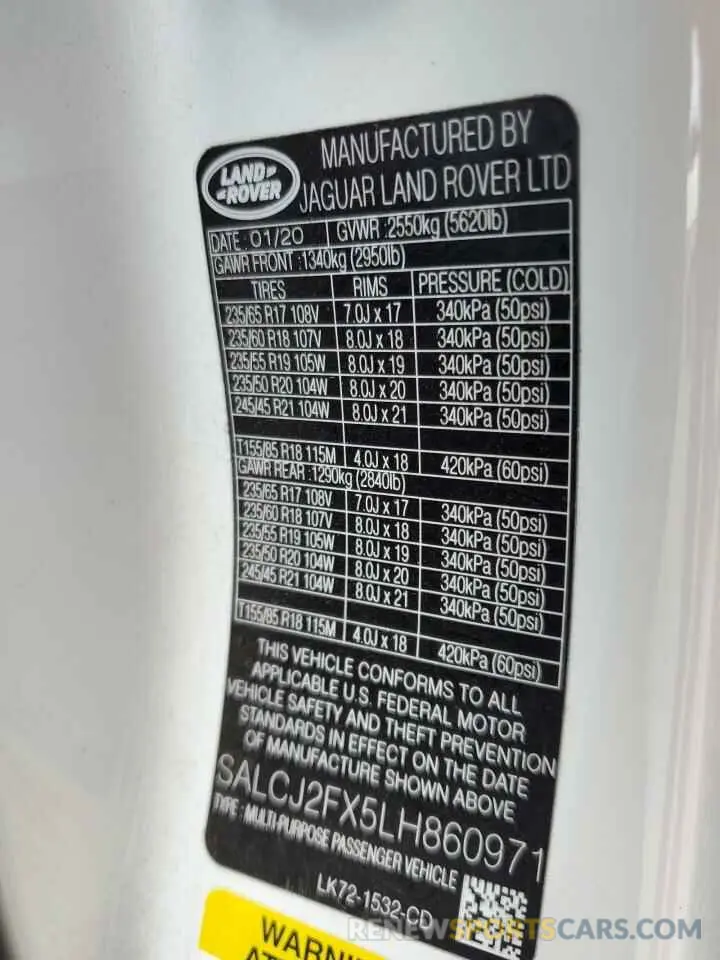 LAND ROVER
MANUFACTURED BY
JAGUAR LAND ROVER LTD
DATE : 01/20 GVWR :2550kg (5620lb)
GAWR FRONT :1340kg (2950lb)
TIRES RIMS PRESSURE (COLD)
235/65 R17 108V 7.0J x 17 340kPa (50psi)
235/60 R18 107V 8.0J x 18 340kPa (50psi)
235/55 R19 105W 8.0J x 19 340kPa (50psi)
235/50 R20 104W 8.0J x 20 340kPa (50psi)
245/45 R21 104W 8.0J x 21 340kPa (50psi)
T155/85 R18 115M 4.0J x 18 420kPa (60psi)
GAWR REAR :1290kg (2840lb)
235/65 R17 108V 7.0J x 17 340kPa (50psi)
235/60 R18 107V 8.0J x 18 340kPa (50psi)
235/55 R19 105W 8.0J x 19 340kPa (50psi)
235/50 R20 104W 8.0J x 20 340kPa (50psi)
245/45 R21 104W 8.0J x 21 340kPa (50psi)
T155/85 R18 115M 4.0J x 18 420kPa (60psi)
THIS VEHICLE CONFORMS TO ALL
APPLICABLE U.S. FEDERAL MOTOR
VEHICLE SAFETY AND THEFT PREVENTION
STANDARDS IN EFFECT ON THE DATE
OF MANUFACTURE SHOWN ABOVE
SALCJ2FX5LH860971
TYPE : MULTI-PURPOSE PASSENGER VEHICLE
LK72-1532-CD
WARNIN
RENEWSPORTSCARS.COM